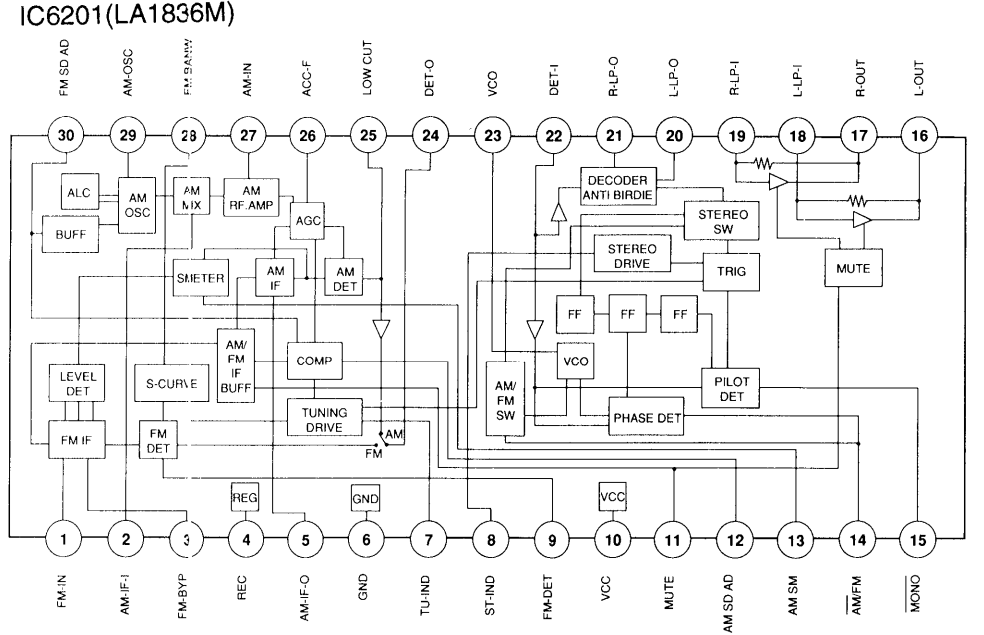 IC6201(LA1836M)
FM SD AD
AM-OSC
FM BANW
AM-IN
ACC-F
LOW CUT
DET-O
VCO
DET-I
R-LP-O
L-LP-O
R-LP-I
L-LP-I
R-OUT
L-OUT
30 29 28 27 26 25 24 23 22 21 20 19 18 17 16
ALC
AM OSC
AM MIX
AM RF.AMP
BUFF
AGC
DECODER
ANTI BIRDIE
STEREO SW
STEREO DRIVE
MUTE
SMETER
AM IF
AM DET
TRIG
FF
FF
FF
AM/
FM
IF
BUFF
COMP
VCO
LEVEL DET
S-CURVE
AM/
FM
SW
PILOT DET
TUNING DRIVE
PHASE DET
FM IF
FM DET
AM
FM
REG
GND
VCC
1 2 3 4 5 6 7 8 9 10 11 12 13 14 15
FM-IN
AM-IF-I
FM-BYP
REC
AM-IF-O
GND
TU-IND
ST-IND
FM-DET
VCC
MUTE
AM SD AD
AM SM
AM/FM
MONO